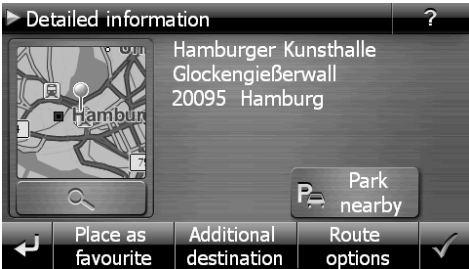 Detailed information
?
Hamburger Kunsthalle
Glockengießerwall
20095 Hamburg
Hambur
P
Park
nearby
Place as
favourite
Additional
destination
Route
options